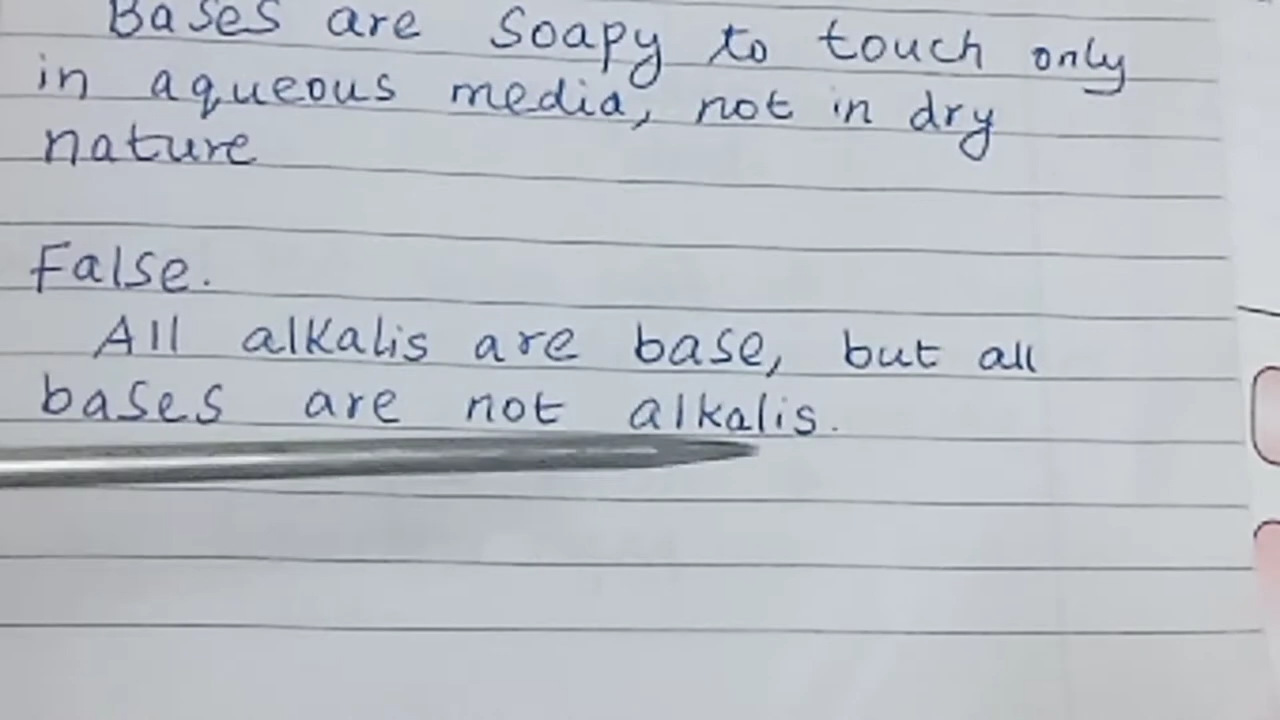 Bases are soapy to touch only
in aqueous media, not in dry
nature
False.
All alkalis are base, but all
bases are not alkalis.